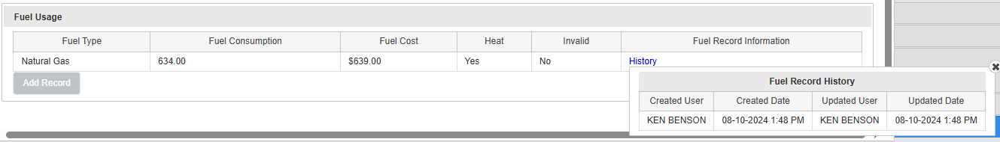 Fuel Usage
Fuel Type Fuel Consumption Fuel Cost Heat Invalid Fuel Record Information
Natural Gas 634.00 $639.00 Yes No History
Add Record
Fuel Record History
Created User Created Date Updated User Updated Date
KEN BENSON 08-10-2024 1:48 PM KEN BENSON 08-10-2024 1:48 PM